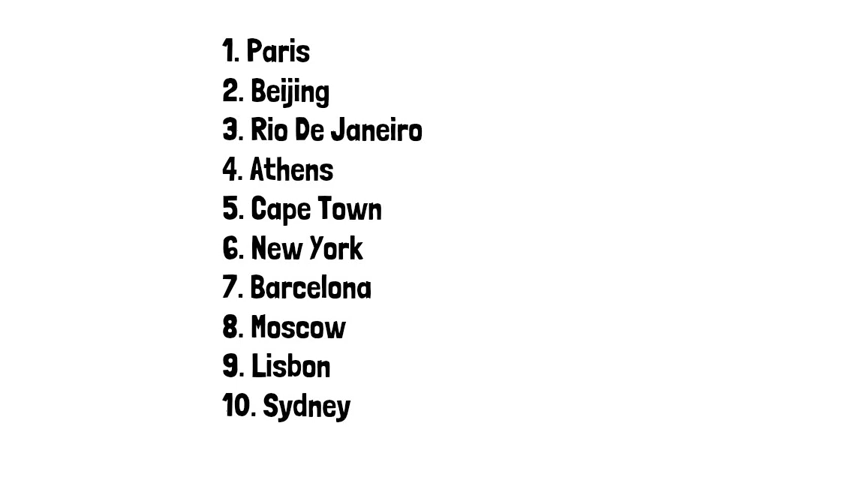 1. Paris
2. Beijing
3. Rio De Janeiro
4. Athens
5. Cape Town
6. New York
7. Barcelona
8. Moscow
9. Lisbon
10. Sydney